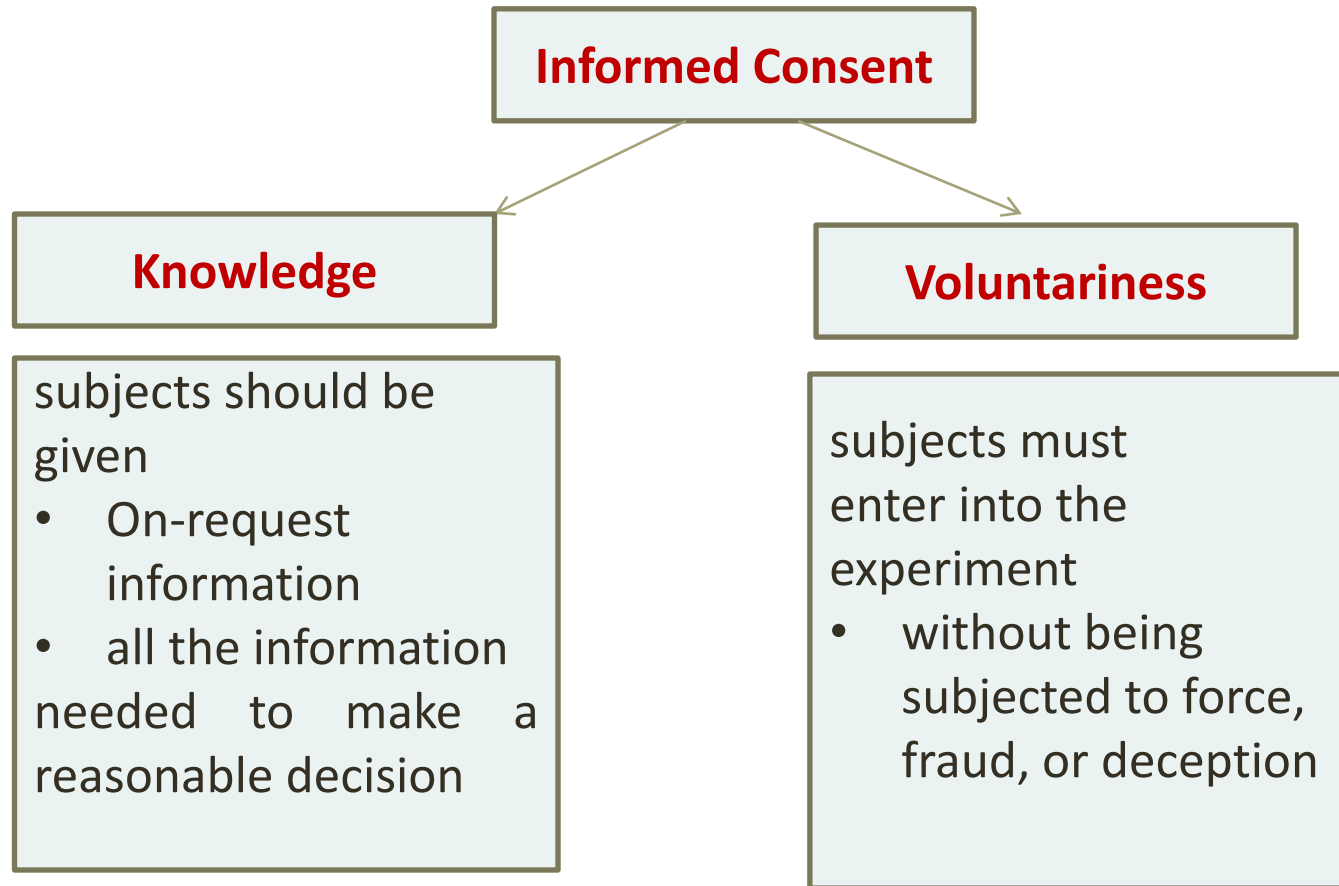 Informed Consent
Knowledge
subjects should be
given
• On-request
information
• all the information
needed to make a
reasonable decision
Voluntariness
subjects must
enter into the
experiment
• without being
subjected to force,
fraud, or deception